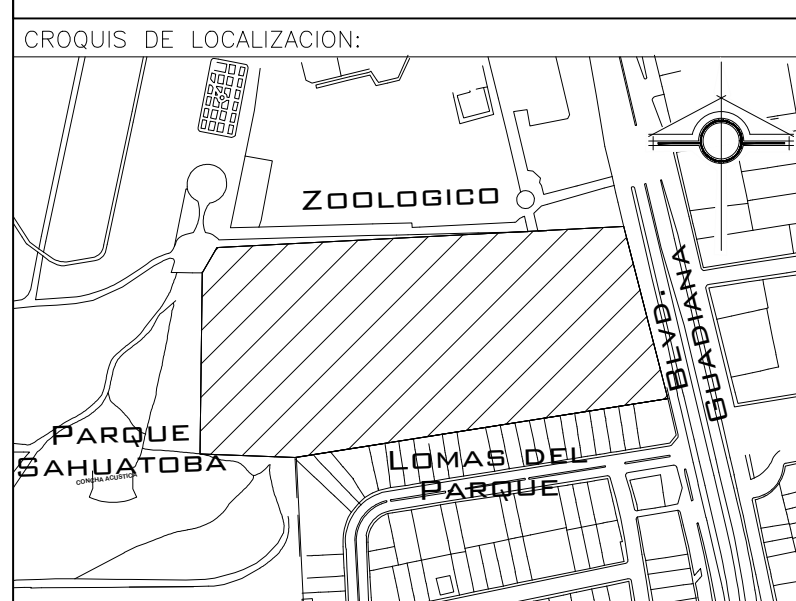 CROQUIS DE LOCALIZACION:
ZOOLOGICO
BLVD.
GUADIANA
PARQUE
SAHUATOBA
CONCHA ACUSTICA
LOMAS DEL
PARQUE